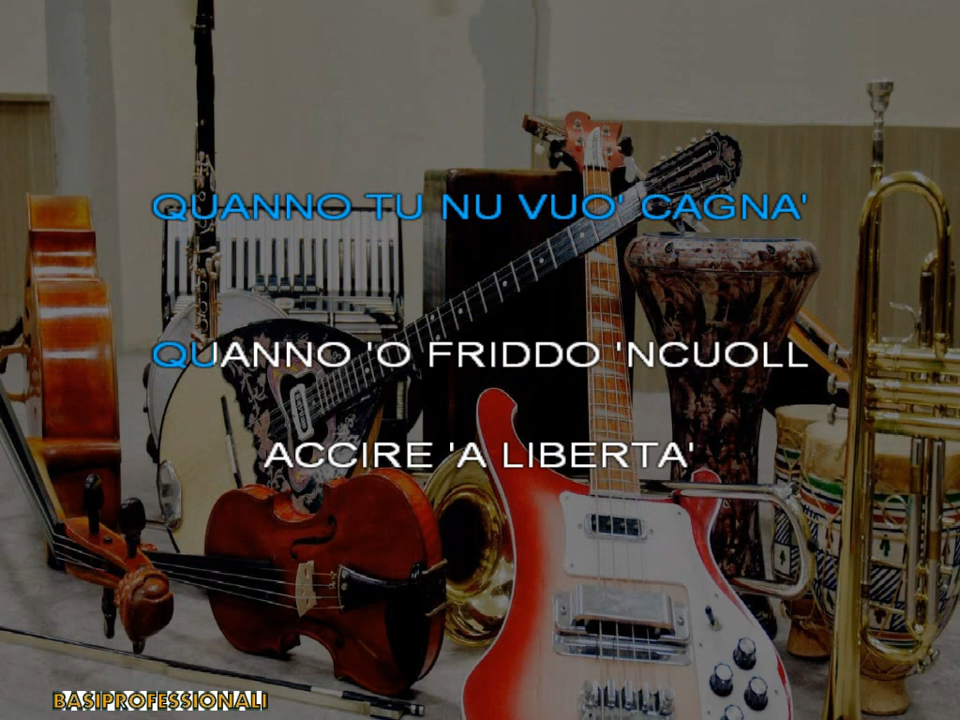 QUANNO TU NU VUO' CAGNA'
QUANNO 'O FRIDDO 'NCUOLL
ACCIRE 'A LIBERTA'
BASIPROFESSIONALI